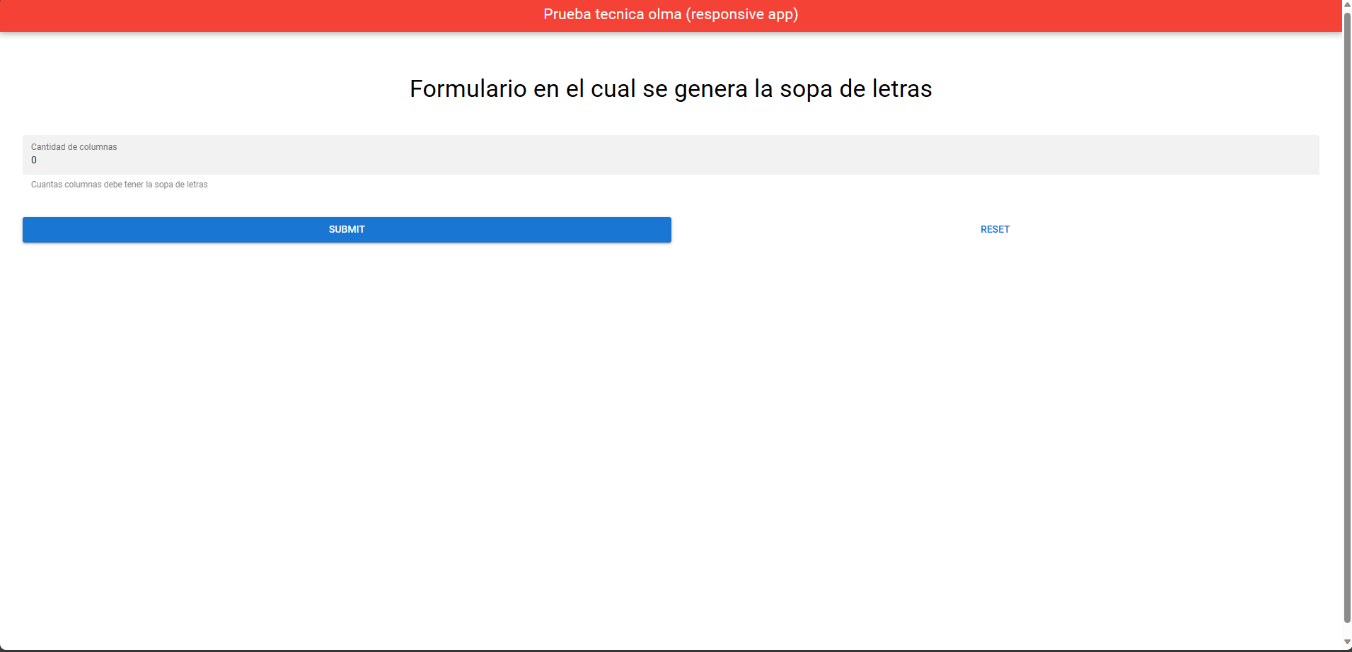 Prueba tecnica olma (responsive app)
Formulario en el cual se genera la sopa de letras
Cantidad de columnas
0
Cuantas columnas debe tener la sopa de letras
SUBMIT
RESET